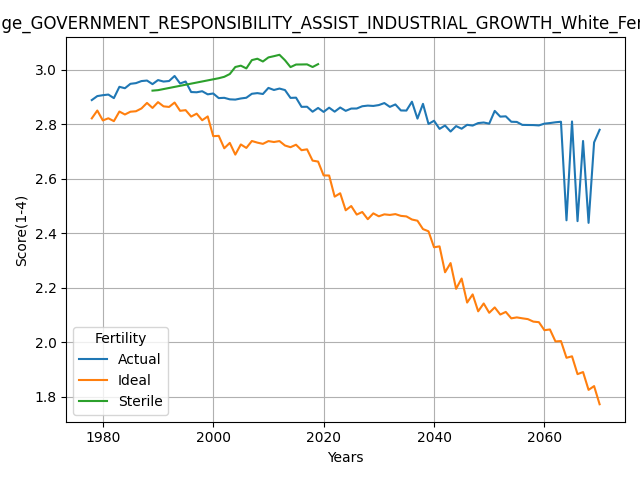 ge_GOVERNMENT_RESPONSIBILITY_ASSIST_INDUSTRIAL_GROWTH_White_Fer
3.0
2.8
2.6
2.4
2.2
2.0
1.8
Score(1-4)
Fertility
Actual
Ideal
Sterile
1980
2000
2020
2040
2060
Years